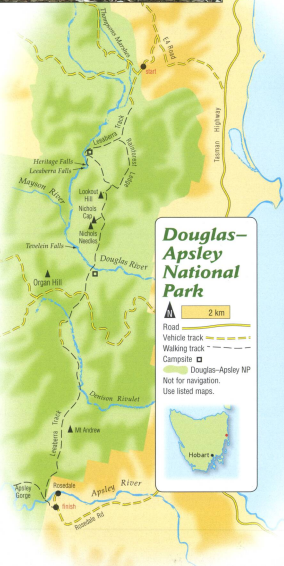 Thompsons Marshes
E4 Road
start
Leeaberra Track
Rainforest Edge
Tasman Highway
Heritage Falls
Leeaberra Falls
Mayson River
Lookout
Hill
Nichols
Cap
Nichols
Needles
Tevelein Falls
Douglas River
Organ Hill
Denison Rivulet
Leeaberra Track
Mt Andrew
Apsley
Gorge
Rosedale
Apsley River
finish
Rosedale Rd
Douglas–
Apsley
National
Park
N
2 km
Road
Vehicle track
Walking track
Campsite
Douglas–Apsley NP
Not for navigation.
Use listed maps.
Hobart